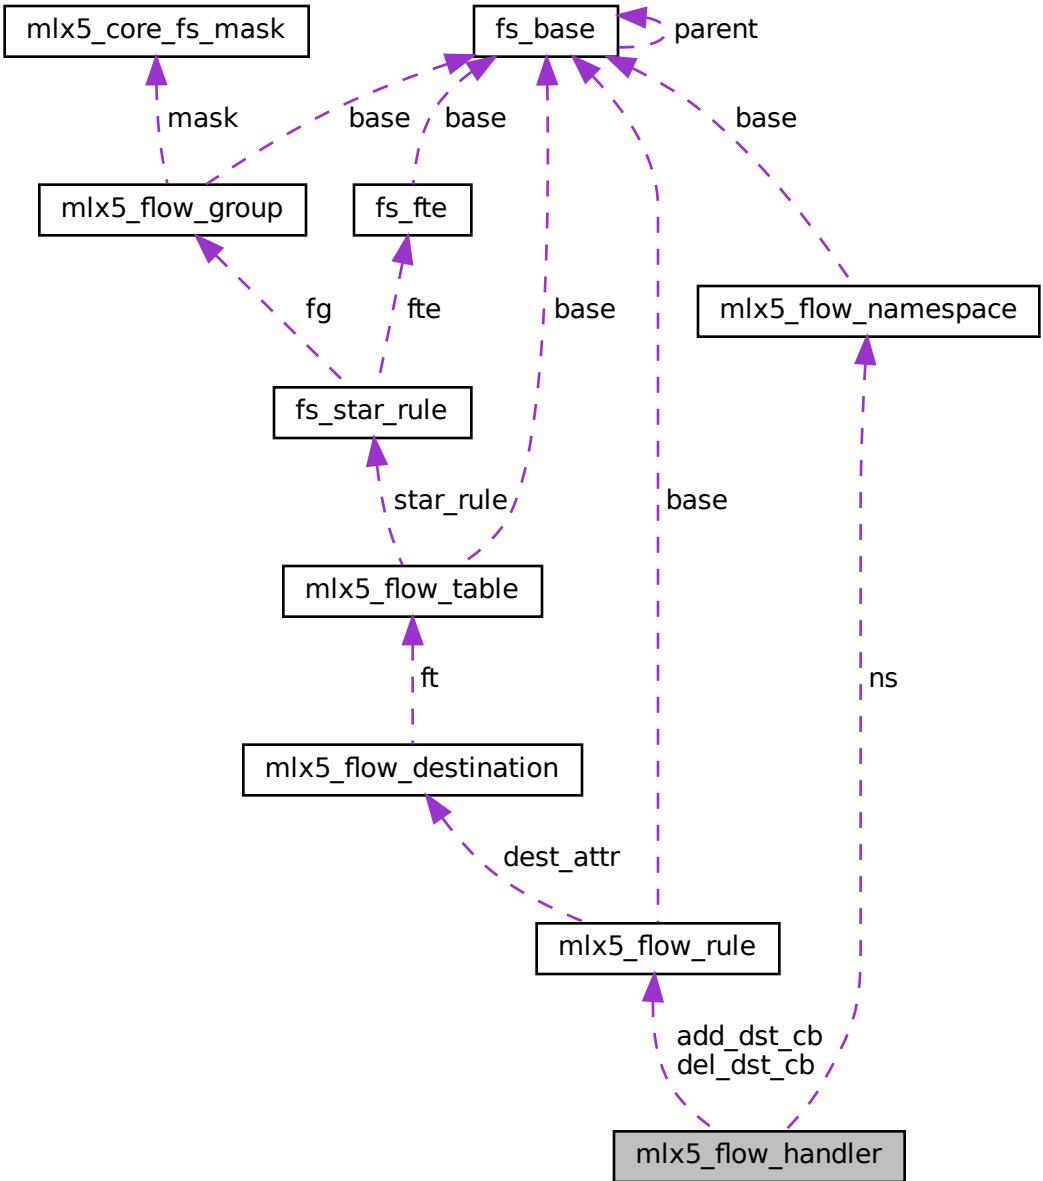 mlx5_core_fs_mask
fs_base
parent
mask
base
base
base
mlx5_flow_group
fs_fte
fg
fte
base
mlx5_flow_namespace
fs_star_rule
star_rule
base
mlx5_flow_table
ft
ns
mlx5_flow_destination
dest_attr
mlx5_flow_rule
add_dst_cb
del_dst_cb
mlx5_flow_handler